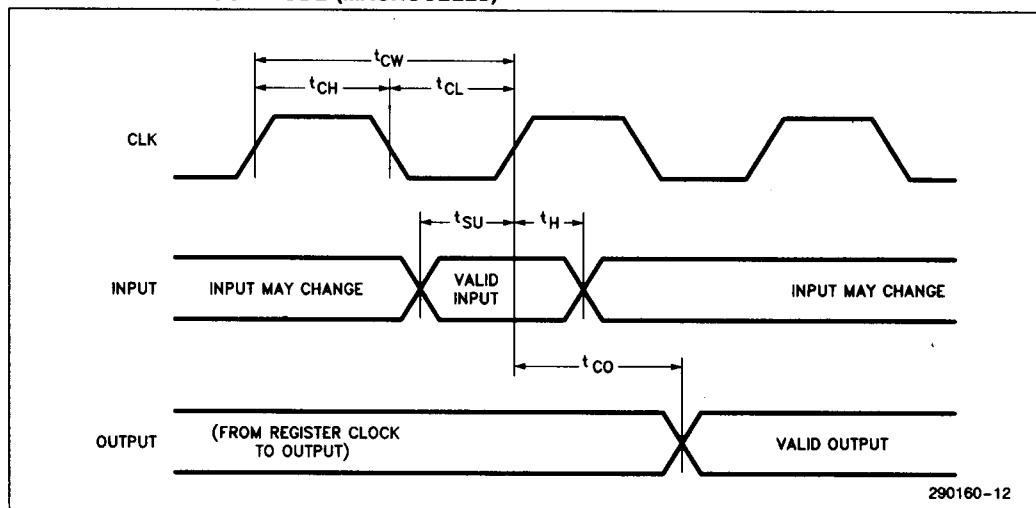 tCW
tCH
tCL
CLK
tSU
tH
INPUT
INPUT MAY CHANGE
VALID
INPUT
INPUT MAY CHANGE
tCO
OUTPUT
(FROM REGISTER CLOCK
TO OUTPUT)
VALID OUTPUT
290160-12